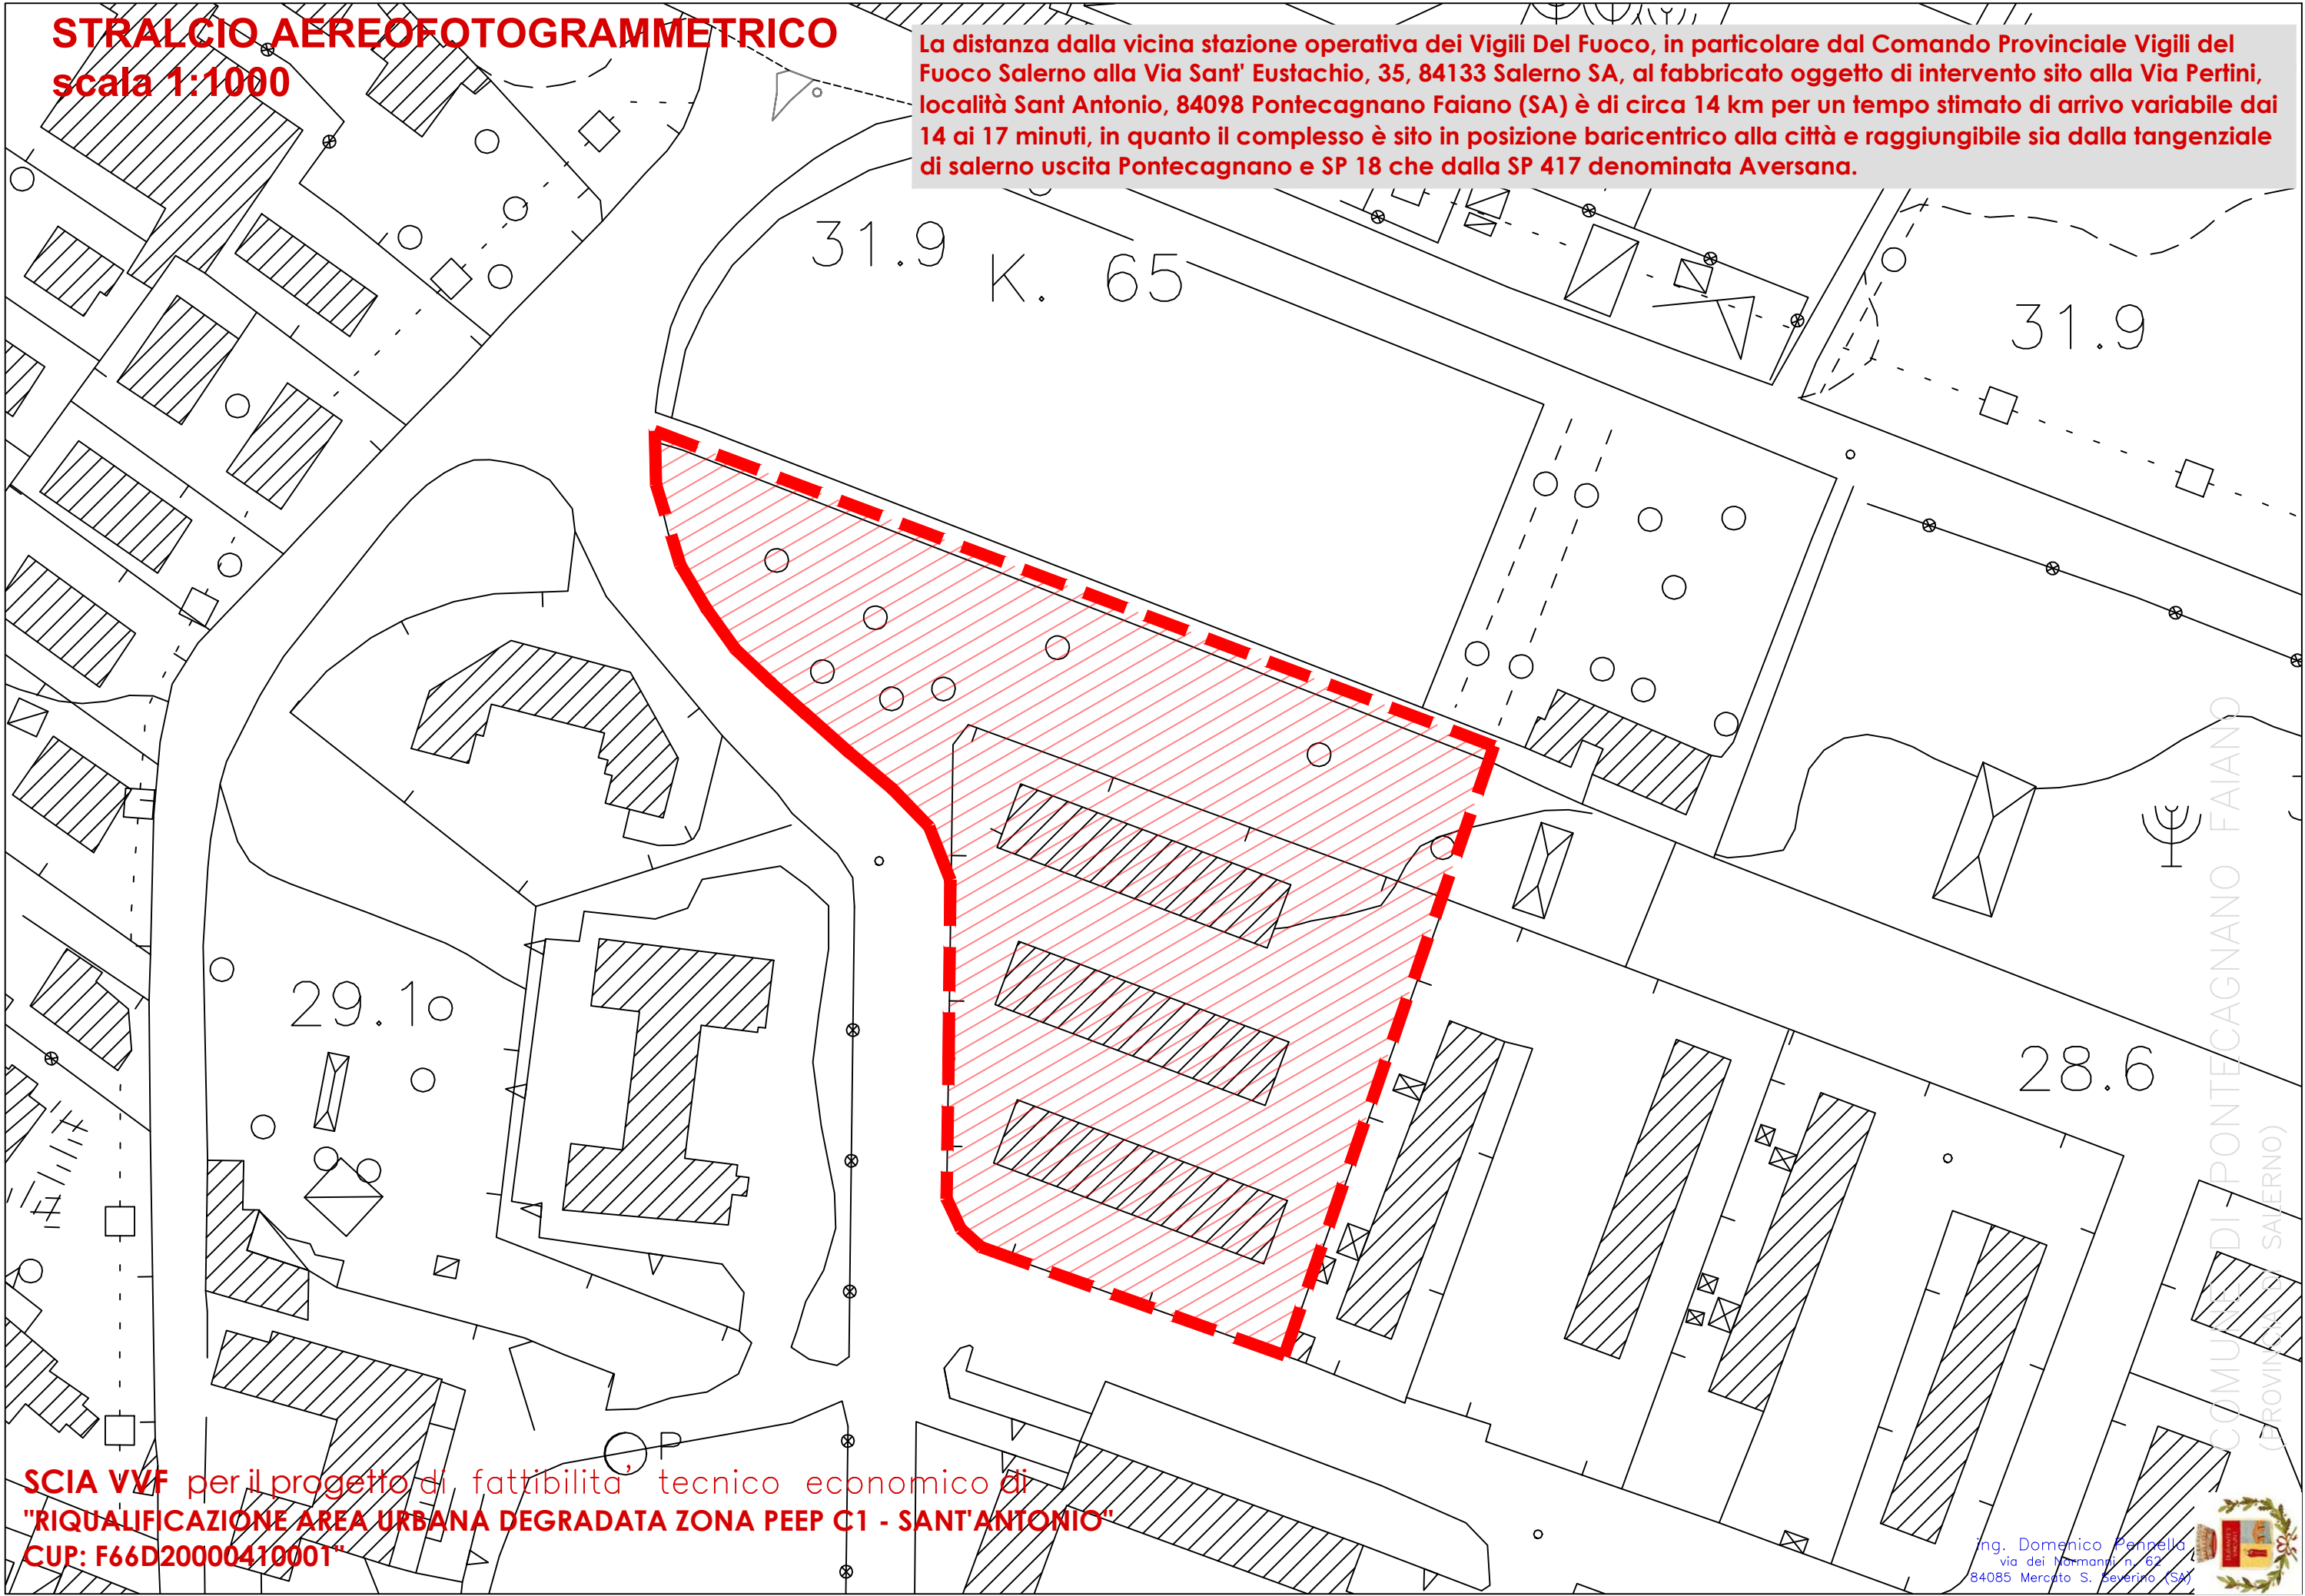 STRALCIO AEREOFOTOGRAMMETRICO
scala 1:1000
La distanza dalla vicina stazione operativa dei Vigili Del Fuoco, in particolare dal Comando Provinciale Vigili del
Fuoco Salerno alla Via Sant' Eustachio, 35, 84133 Salerno SA, al fabbricato oggetto di intervento sito alla Via Pertini,
località Sant Antonio, 84098 Pontecagnano Faiano (SA) è di circa 14 km per un tempo stimato di arrivo variabile dai
14 ai 17 minuti, in quanto il complesso è sito in posizione baricentrico alla città e raggiungibile sia dalla tangenziale
di salerno uscita Pontecagnano e SP 18 che dalla SP 417 denominata Aversana.
31.9
K. 65
31.9
29.1
28.6
P
COMUNE DI PONTECAGNANO FAIANO
(PROVINCIA DI SALERNO)
SCIA VVF per il progetto di fattibilita' tecnico economico di
"RIQUALIFICAZIONE AREA URBANA DEGRADATA ZONA PEEP C1 - SANT'ANTONIO"
CUP: F66D20000410001"
ing. Domenico Pennella
via dei Normanni n. 62
84085 Mercato S. Severino (SA)